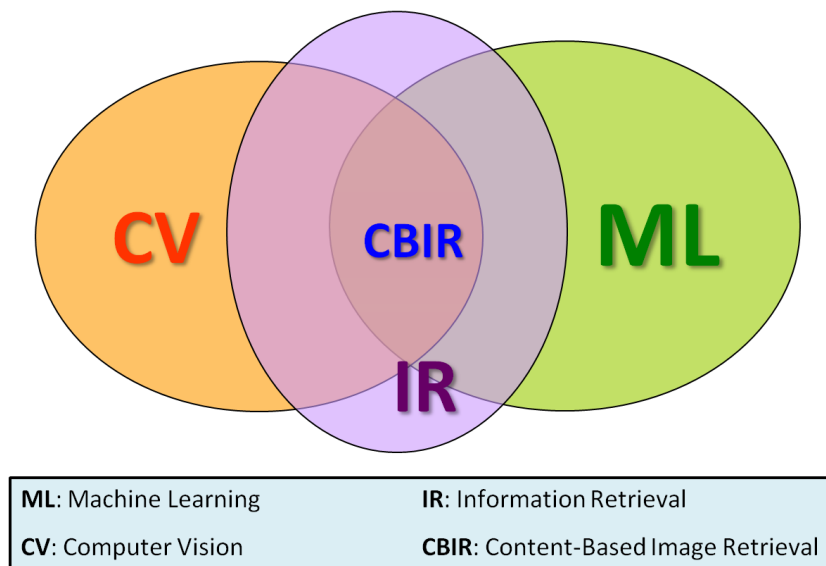 CV
CBIR
ML
IR
ML: Machine Learning
IR: Information Retrieval
CV: Computer Vision
CBIR: Content-Based Image Retrieval